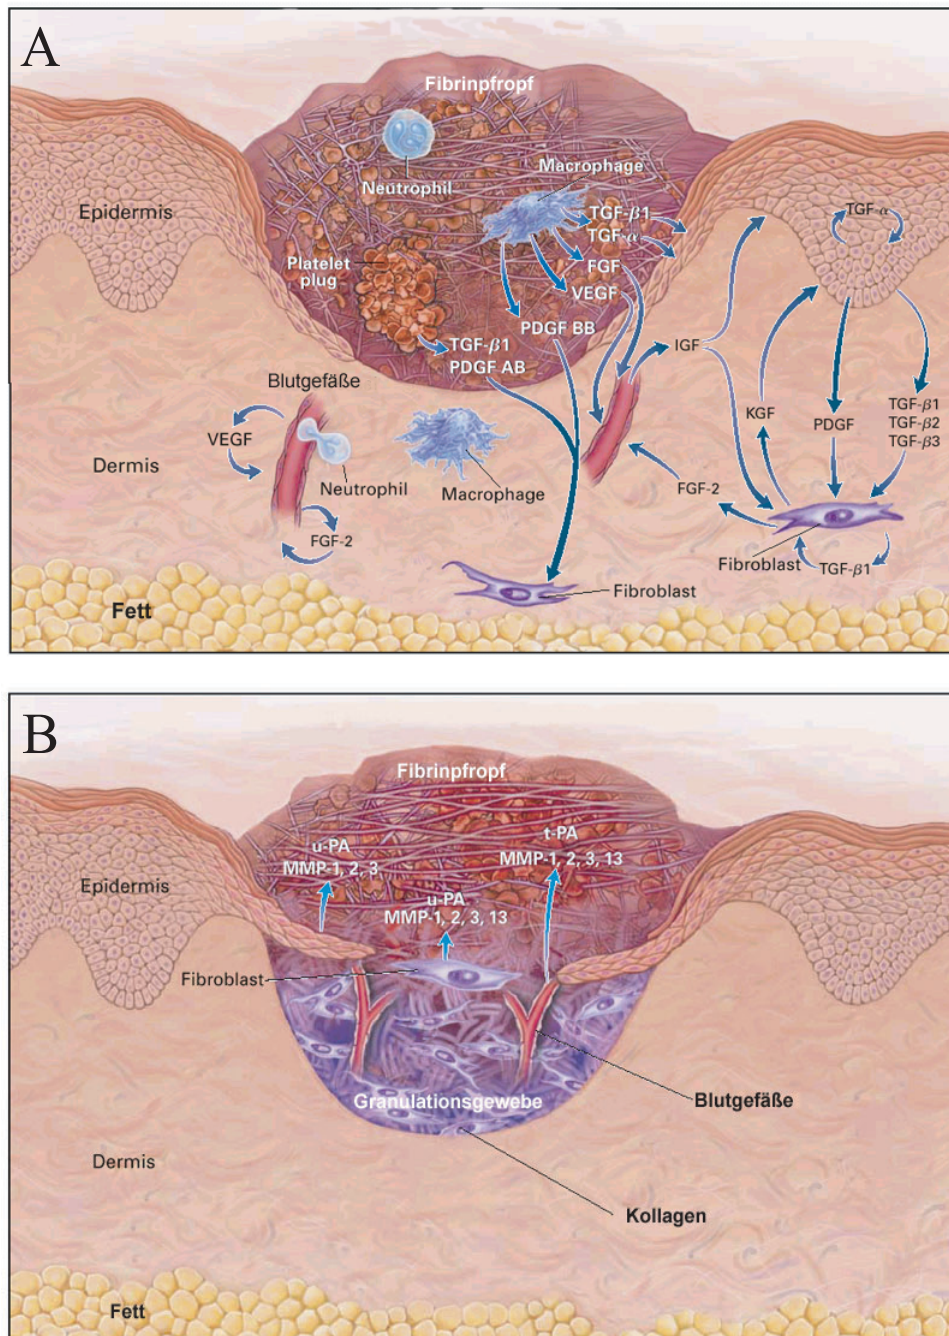 A
Fibrinpfropf
Neutrophil
Macrophage
Epidermis
TGF-β1
TGF-α
TGF-α
Platelet
plug
FGF
VEGF
PDGF BB
TGF-β1
PDGF AB
IGF
Blutgefäße
VEGF
KGF
PDGF
TGF-β1
TGF-β2
TGF-β3
Dermis
Neutrophil
Macrophage
FGF-2
FGF-2
Fibroblast
TGF-β1
Fibroblast
Fett
B
Fibrinpfropf
u-PA
MMP-1, 2, 3
t-PA
MMP-1, 2, 3, 13
Epidermis
u-PA
MMP-1, 2, 3, 13
Fibroblast
Granulationsgewebe
Blutgefäße
Dermis
Kollagen
Fett